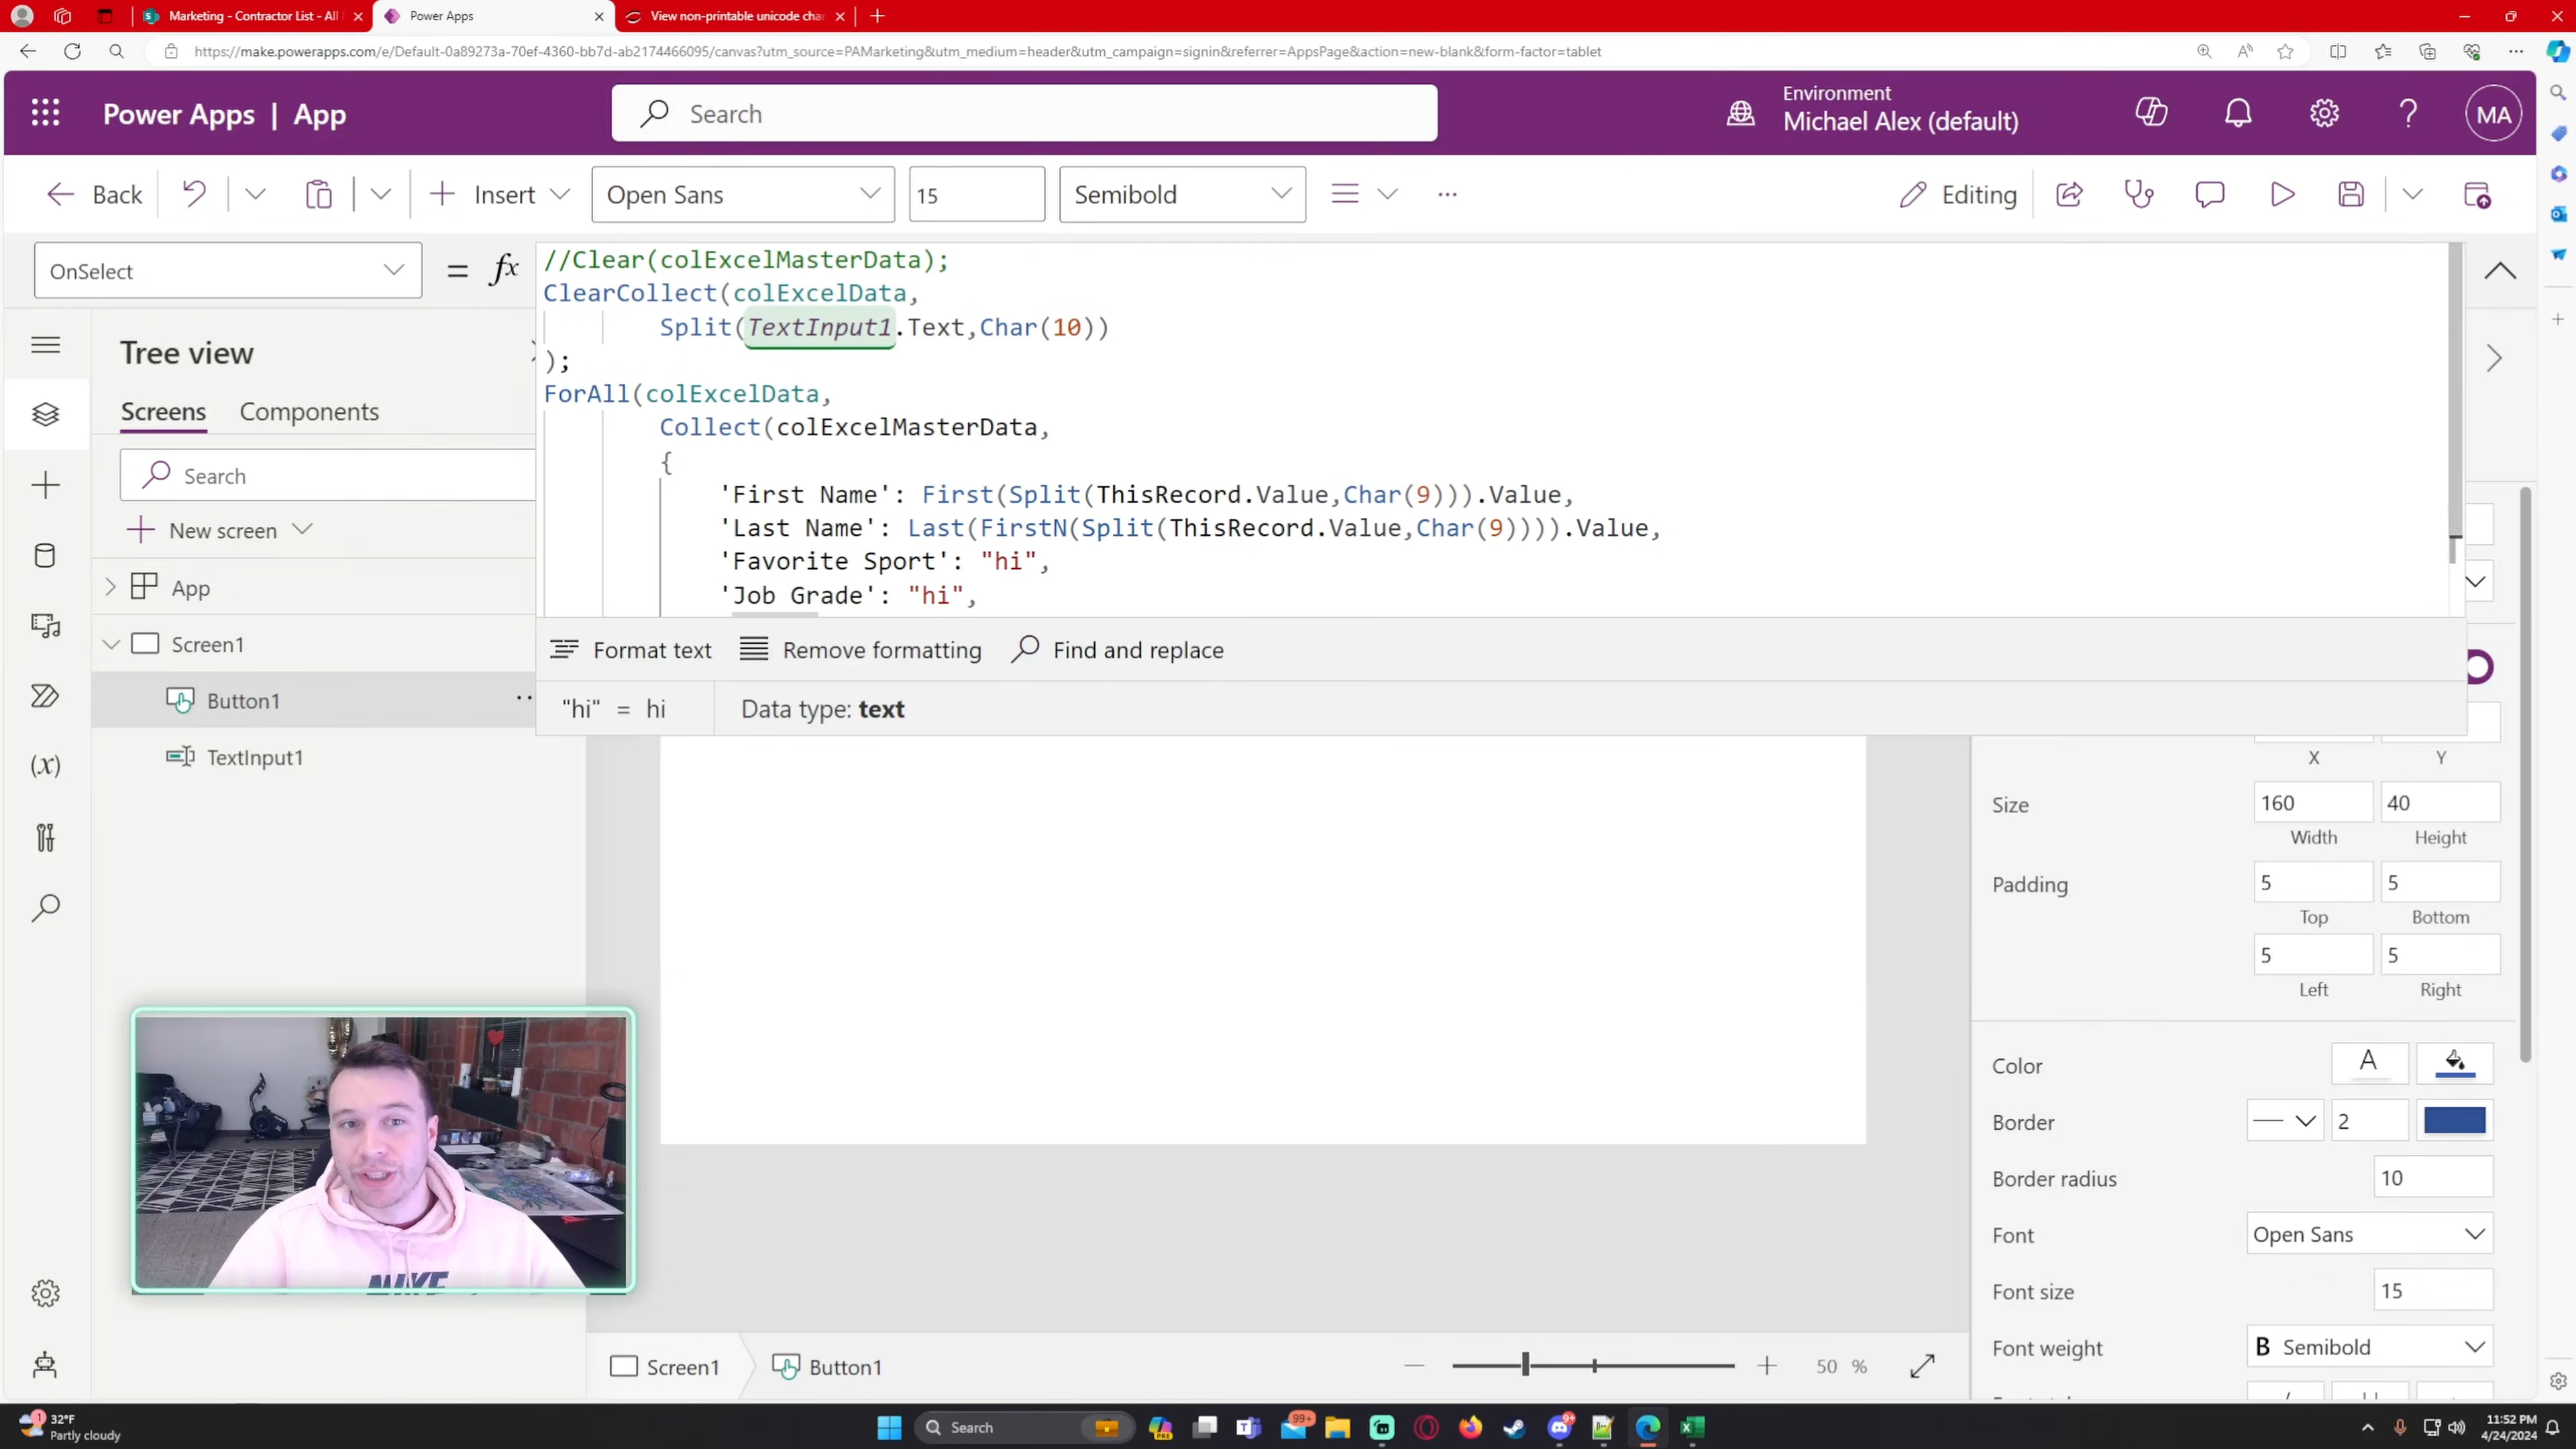 Marketing - Contractor List - All
Power Apps
View non-printable unicode cha
https://make.powerapps.com/e/Default-0a89273a-70ef-4360-bb7d-ab2174466095/canvas?utm_source=PAMarketing&utm_medium=header&utm_campaign=signin&referrer=AppsPage&action=new-blank&form-factor=tablet
Power Apps | App
Search
Environment
Michael Alex (default)
MA
Back
Insert
Open Sans
15
Semibold
Editing
OnSelect
= fx
//Clear(colExcelMasterData);
ClearCollect(colExcelData,
Split(TextInput1.Text,Char(10))
);
ForAll(colExcelData,
Collect(colExcelMasterData,
{
'First Name': First(Split(ThisRecord.Value,Char(9))).Value,
'Last Name': Last(FirstN(Split(ThisRecord.Value,Char(9)))).Value,
'Favorite Sport': "hi",
'Job Grade': "hi",
Format text
Remove formatting
Find and replace
"hi" = hi
Data type: text
Tree view
Screens
Components
Search
New screen
App
Screen1
Button1
TextInput1
(x)
X
Y
Size
160
40
Width
Height
Padding
5
5
Top
Bottom
5
5
Left
Right
Color
A
Border
2
Border radius
10
Font
Open Sans
Font size
15
Font weight
B Semibold
NIKE
Screen1
Button1
50 %
1
32°F
Partly cloudy
Search
PRE
99+
9+
11:52 PM
4/24/2024